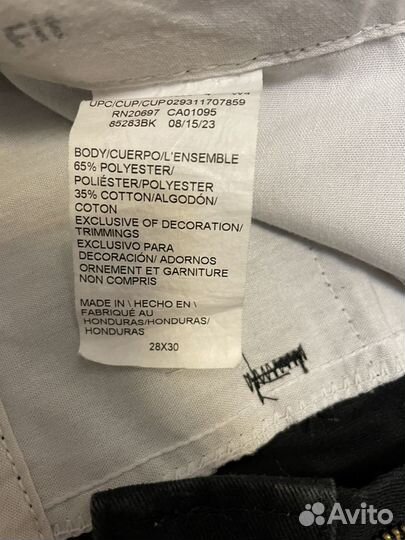 Fit
UPC/CUP/CUP029311707859
RN20697 CA01095
85283BK 08/15/23
BODY/CUERPO/L'ENSEMBLE
65% POLYESTER/
POLIÉSTER/POLYESTER
35% COTTON/ALGODÓN/
COTON
EXCLUSIVE OF DECORATION/
TRIMMINGS
EXCLUSIVO PARA
DECORACIÓN/ ADORNOS
ORNEMENT ET GARNITURE
NON COMPRIS
MADE IN \ HECHO EN \
FABRIQUÉ AU
HONDURAS/HONDURAS/
HONDURAS
28X30
Avito